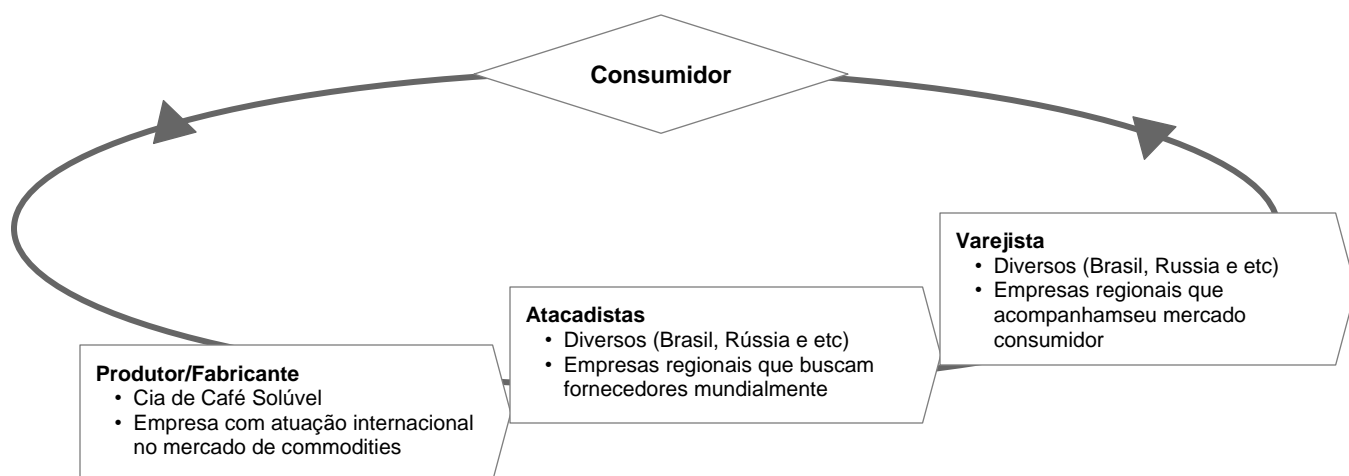 Consumidor
Varejista
• Diversos (Brasil, Russia e etc)
• Empresas regionais que
acompanhamseu mercado
consumidor
Atacadistas
• Diversos (Brasil, Rússia e etc)
• Empresas regionais que buscam
fornecedores mundialmente
Produtor/Fabricante
• Cia de Café Solúvel
• Empresa com atuação internacional
no mercado de commodities